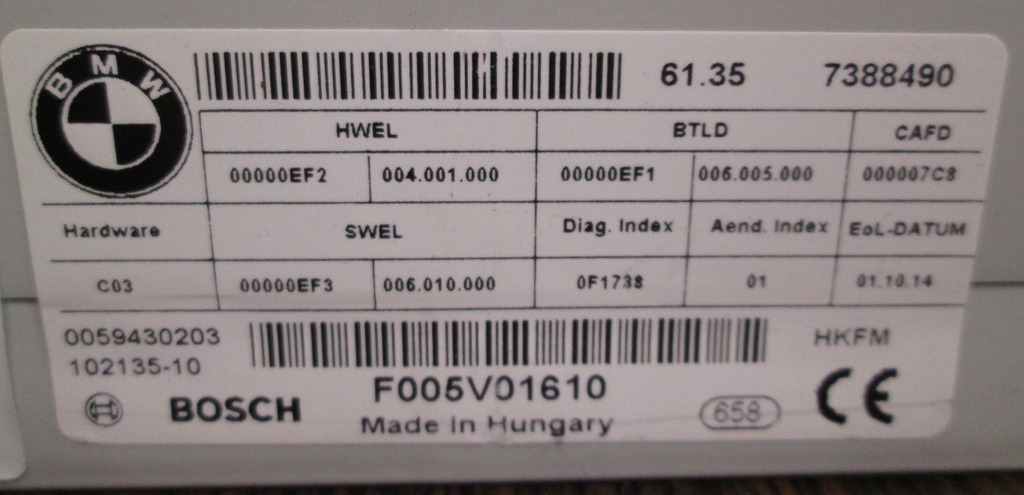 BMW
61.35 7388490
HWEL BTLD CAFD
00000EF2 004.001.000 00000EF1 006.005.000 000007C8
Hardware SWEL Diag. Index Aend. Index EoL-DATUM
C03 00000EF3 006.010.000 0F1738 01 01.10.14
0059430203 HKFM
102135-10
F005V01610
BOSCH 658 CE
Made In Hungary